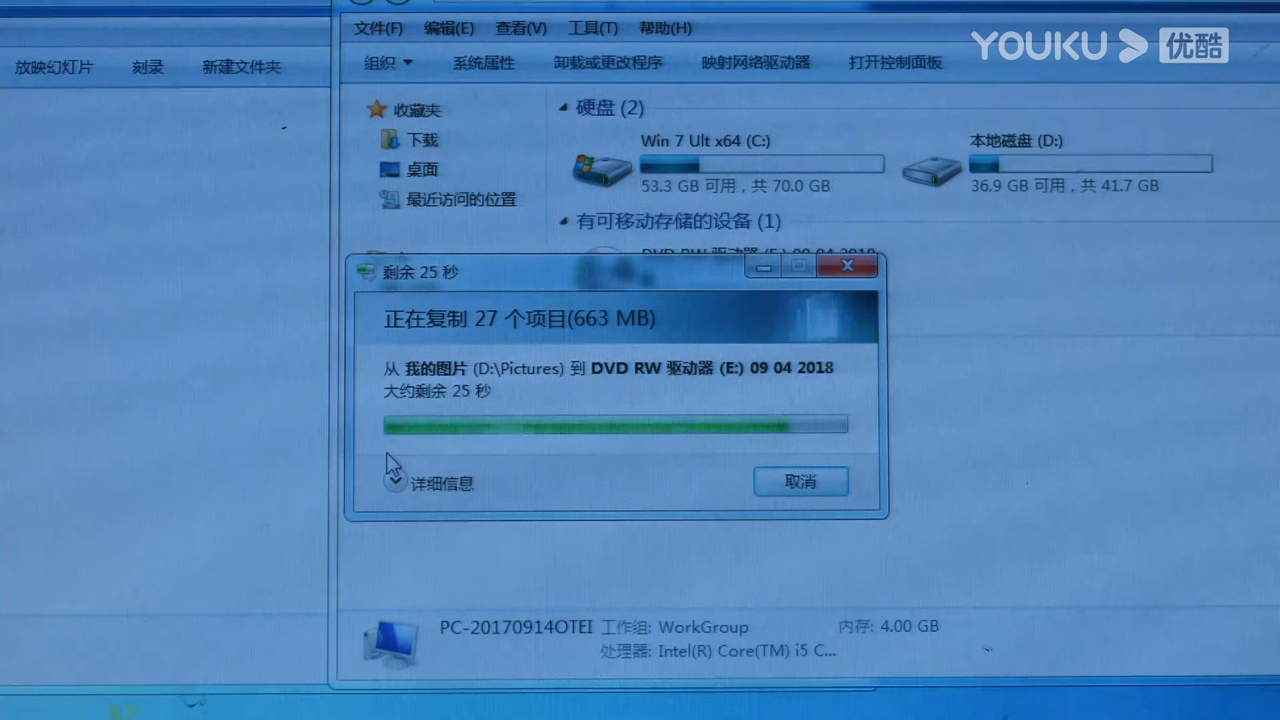 文件(F) 编辑(E) 查看(V) 工具(T) 帮助(H)
YOUKU 优酷
放映幻灯片 刻录 新建文件夹
组织 系统属性 卸载或更改程序 映射网络驱动器 打开控制面板
收藏夹
下载
桌面
最近访问的位置
硬盘 (2)
Win 7 Ult x64 (C:)
53.3 GB 可用，共 70.0 GB
本地磁盘 (D:)
36.9 GB 可用，共 41.7 GB
有可移动存储的设备 (1)
DVD RW 驱动器 (E:) 09 04 2018
剩余 25 秒
正在复制 27 个项目(663 MB)
从 我的图片 (D:\Pictures) 到 DVD RW 驱动器 (E:) 09 04 2018
大约剩余 25 秒
详细信息
取消
PC-20170914OTEI 工作组: WorkGroup 内存: 4.00 GB
处理器: Intel(R) Core(TM) i5 C...